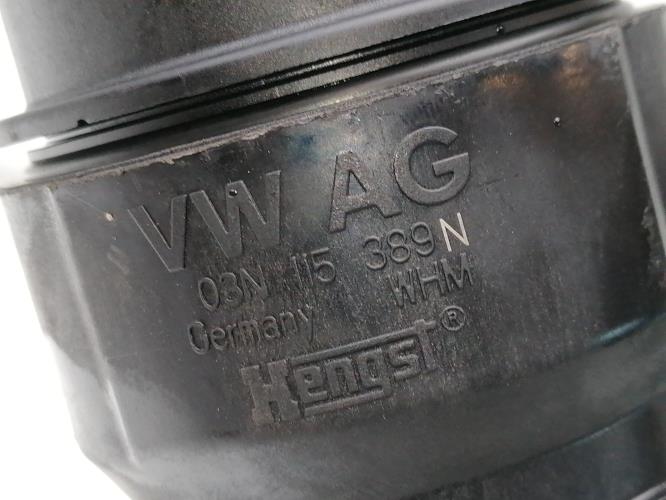 VW AG
03N 115 389 N
Germany WHM
Hengst®